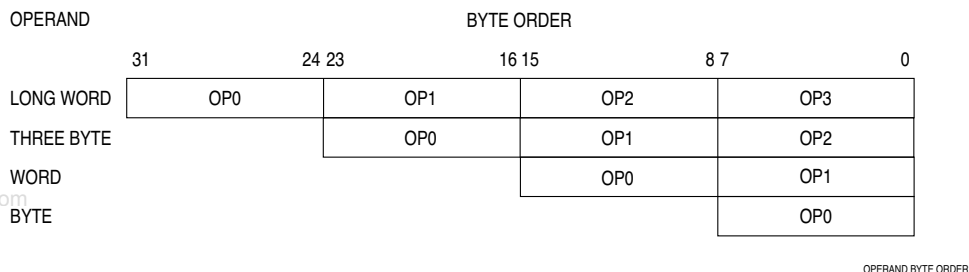 OPERAND BYTE ORDER
31 24 23 16 15 8 7 0
LONG WORD OP0 OP1 OP2 OP3
THREE BYTE OP0 OP1 OP2
WORD OP0 OP1
om
BYTE OP0
OPERAND BYTE ORDER